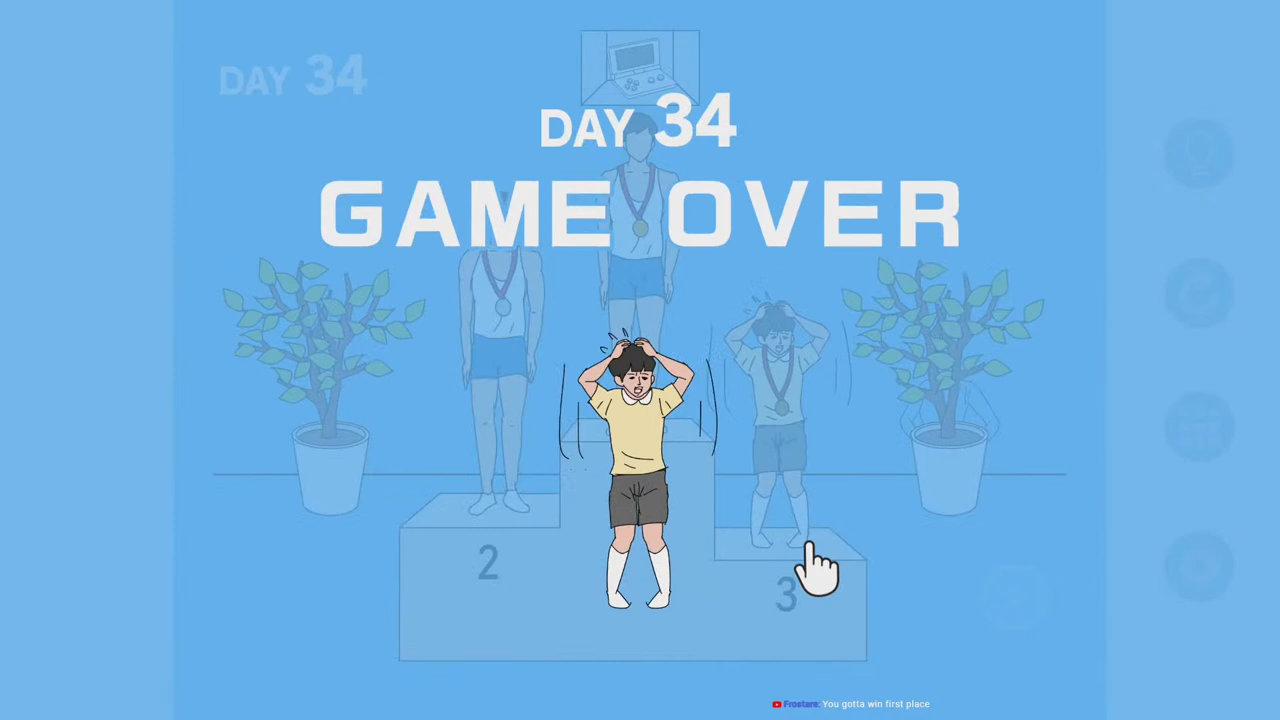 DAY 34
DAY 34
GAME OVER
2
3
Frostare: You gotta win first place